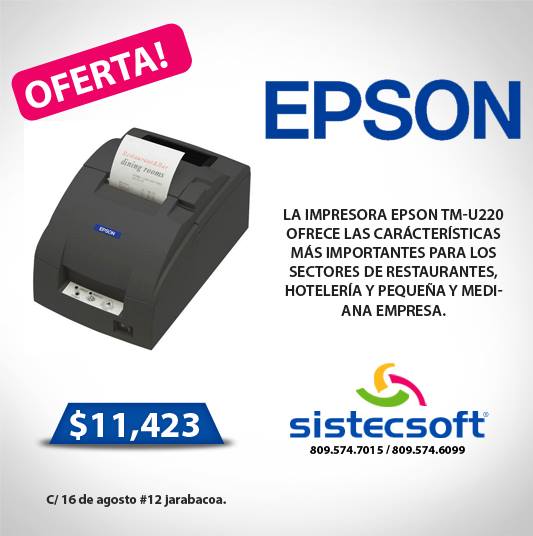 OFERTA!
EPSON
Restaurant&Bar
dining rooms
EPSON
LA IMPRESORA EPSON TM-U220
OFRECE LAS CARÁCTERÍSTICAS
MÁS IMPORTANTES PARA LOS
SECTORES DE RESTAURANTES,
HOTELERÍA Y PEQUEÑA Y MEDI-
ANA EMPRESA.
$11,423
sistecsoft®
809.574.7015 / 809.574.6099
C/ 16 de agosto #12 jarabacoa.